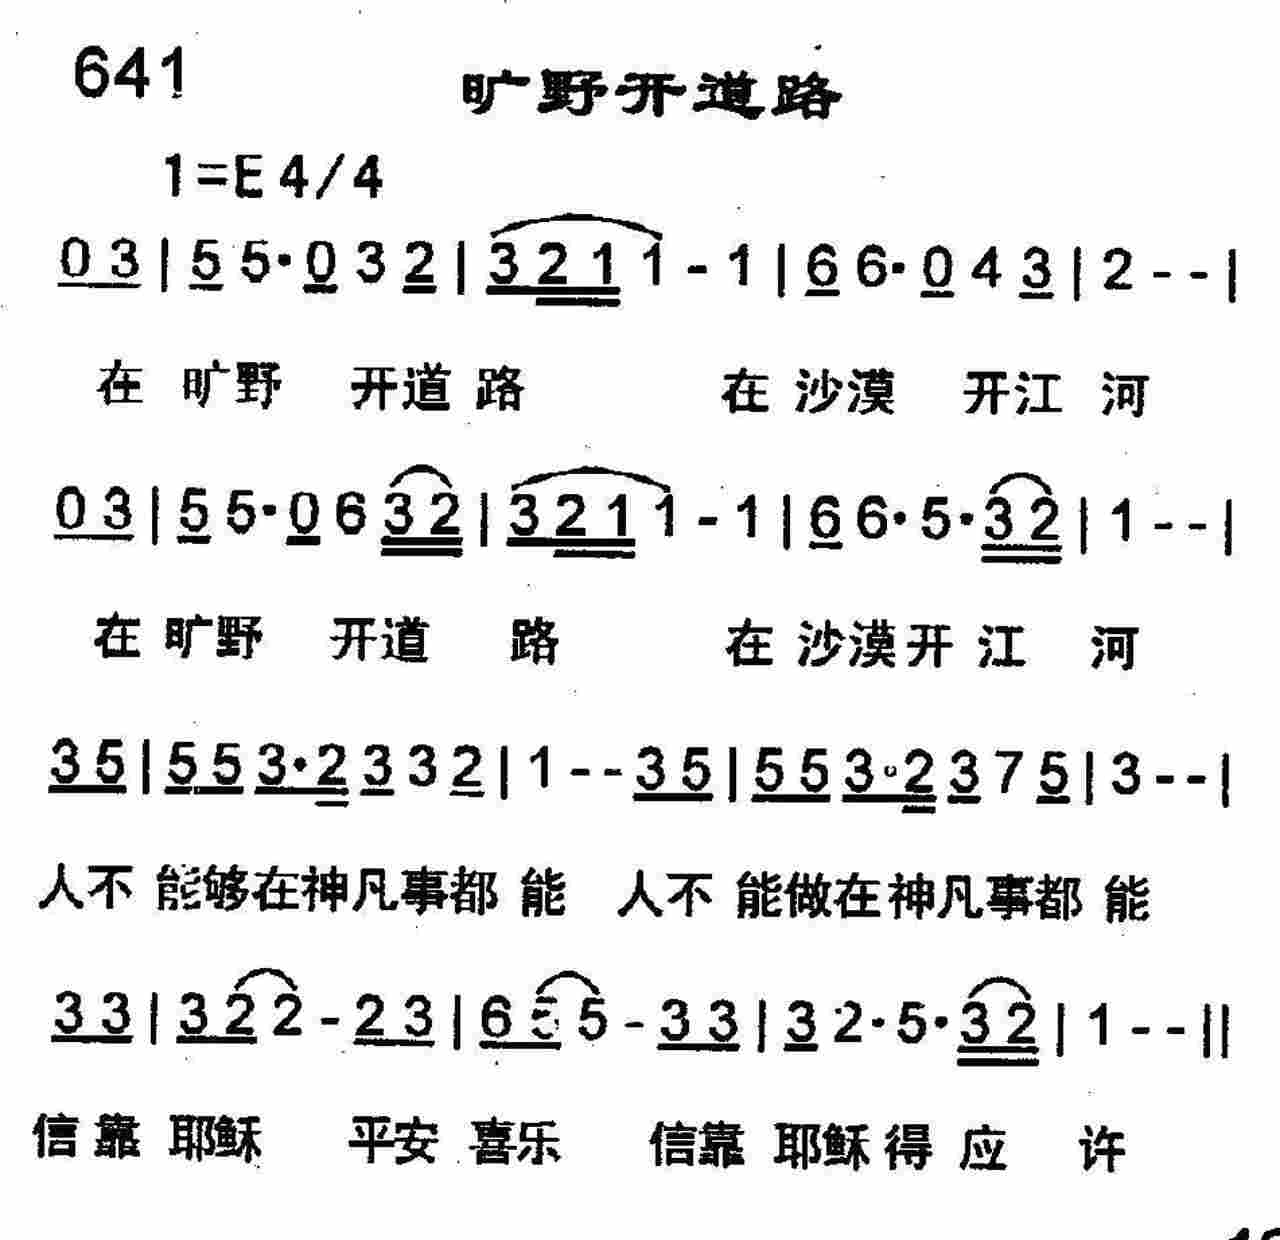 641
旷野开道路
1=E 4/4
0 3 | 5 5· 0 3 2 | 3 2 1 1 - 1 | 6 6· 0 4 3 | 2 - - |
在 旷野 开道 路 在 沙漠 开江 河
0 3 | 5 5· 0 6 3 2 | 3 2 1 1 - 1 | 6 6· 5· 3 2 | 1 - - |
在 旷野 开道 路 在 沙漠开 江 河
3 5 | 5 5 3· 2 3 3 2 | 1 - - 3 5 | 5 5 3· 2 3 7 5 | 3 - - |
人不 能够在神凡事都 能 人不 能做在神凡事都 能
3 3 | 3 2 2 - 2 3 | 6 5 5 - 3 3 | 3 2· 5· 3 2 | 1 - - ||
信靠 耶稣 平安 喜乐 信靠 耶稣得 应 许